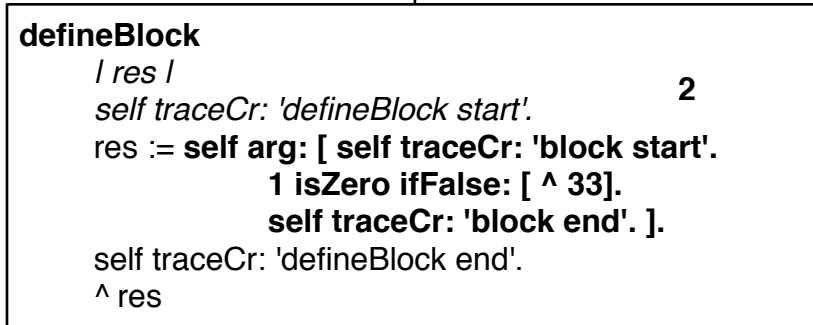 defineBlock
| res |
self traceCr: 'defineBlock start'.
2
res := self arg: [ self traceCr: 'block start'.
1 isZero ifFalse: [ ^ 33].
self traceCr: 'block end'. ].
self traceCr: 'defineBlock end'.
^ res